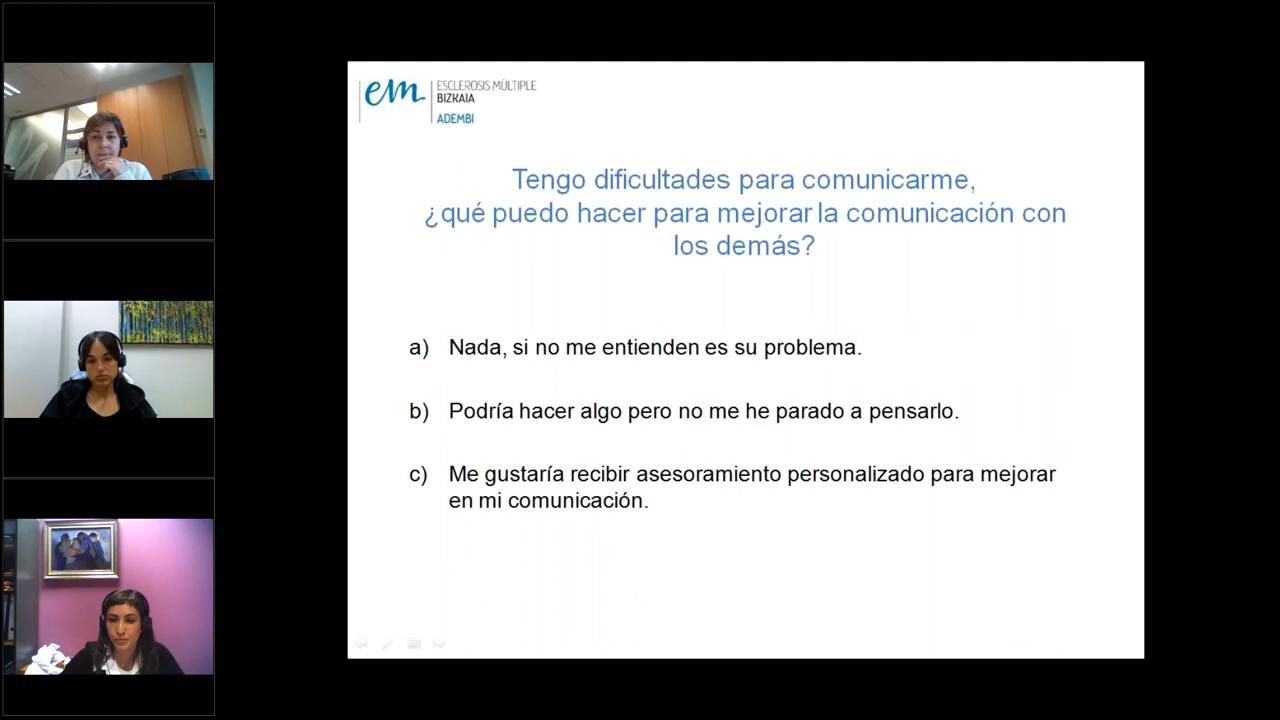 em
ESCLEROSIS MÚLTIPLE
BIZKAIA
ADEMBI
Tengo dificultades para comunicarme,
¿qué puedo hacer para mejorar la comunicación con
los demás?
a) Nada, si no me entienden es su problema.
b) Podría hacer algo pero no me he parado a pensarlo.
c) Me gustaría recibir asesoramiento personalizado para mejorar
en mi comunicación.